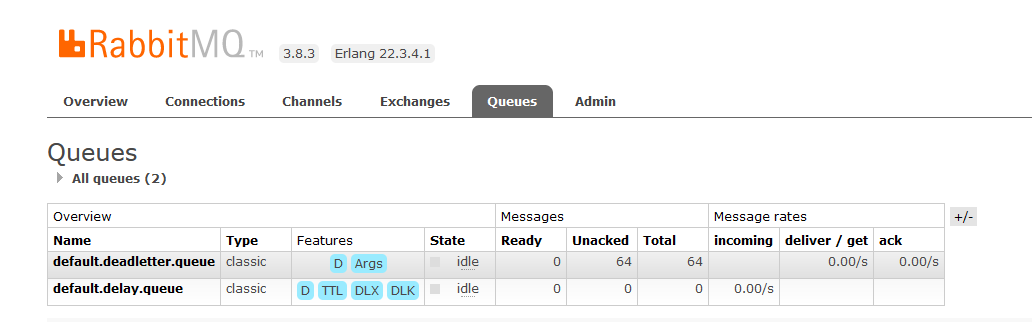 RabbitMQ TM 3.8.3 Erlang 22.3.4.1
Overview Connections Channels Exchanges Queues Admin
Queues
All queues (2)
Overview Messages Message rates +/-
Name Type Features State Ready Unacked Total incoming deliver / get ack
default.deadletter.queue classic D Args idle 0 64 64 0.00/s 0.00/s
default.delay.queue classic D TTL DLX DLK idle 0 0 0 0.00/s